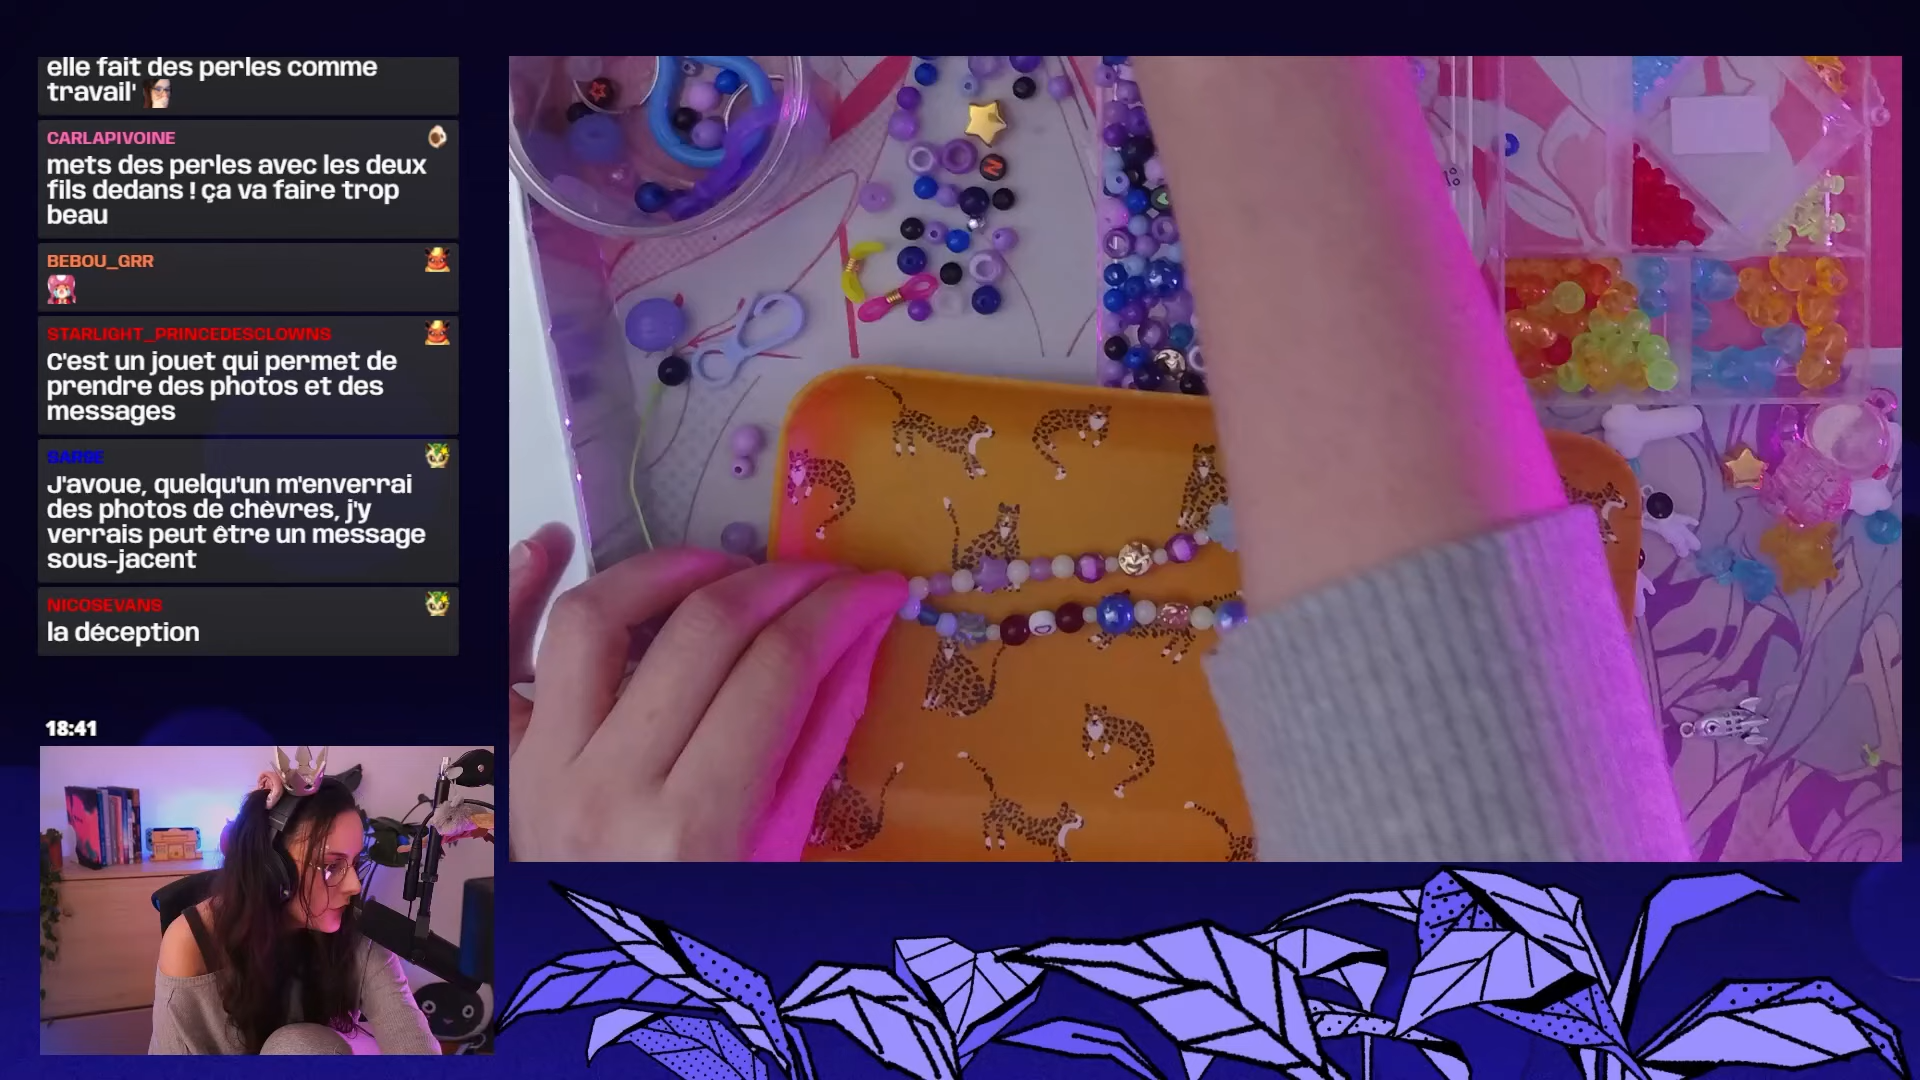 elle fait des perles comme
travail'
CARLAPIVOINE
mets des perles avec les deux
fils dedans ! ça va faire trop
beau
BEBOU_GRR
STARLIGHT_PRINCEDESCLOWNS
C'est un jouet qui permet de
prendre des photos et des
messages
SARBE
J'avoue, quelqu'un m'enverrai
des photos de chèvres, j'y
verrais peut être un message
sous-jacent
NICOSEVANS
la déception
18:41